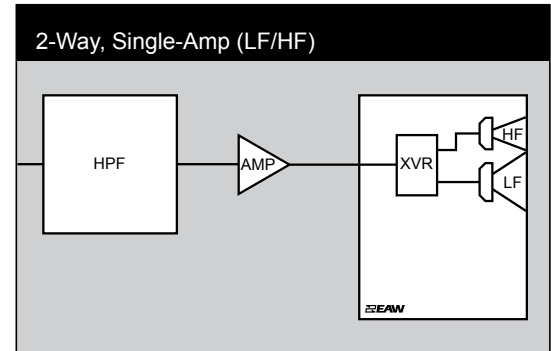 2-Way, Single-Amp (LF/HF)
HPF
AMP
XVR
HF
LF
EAW